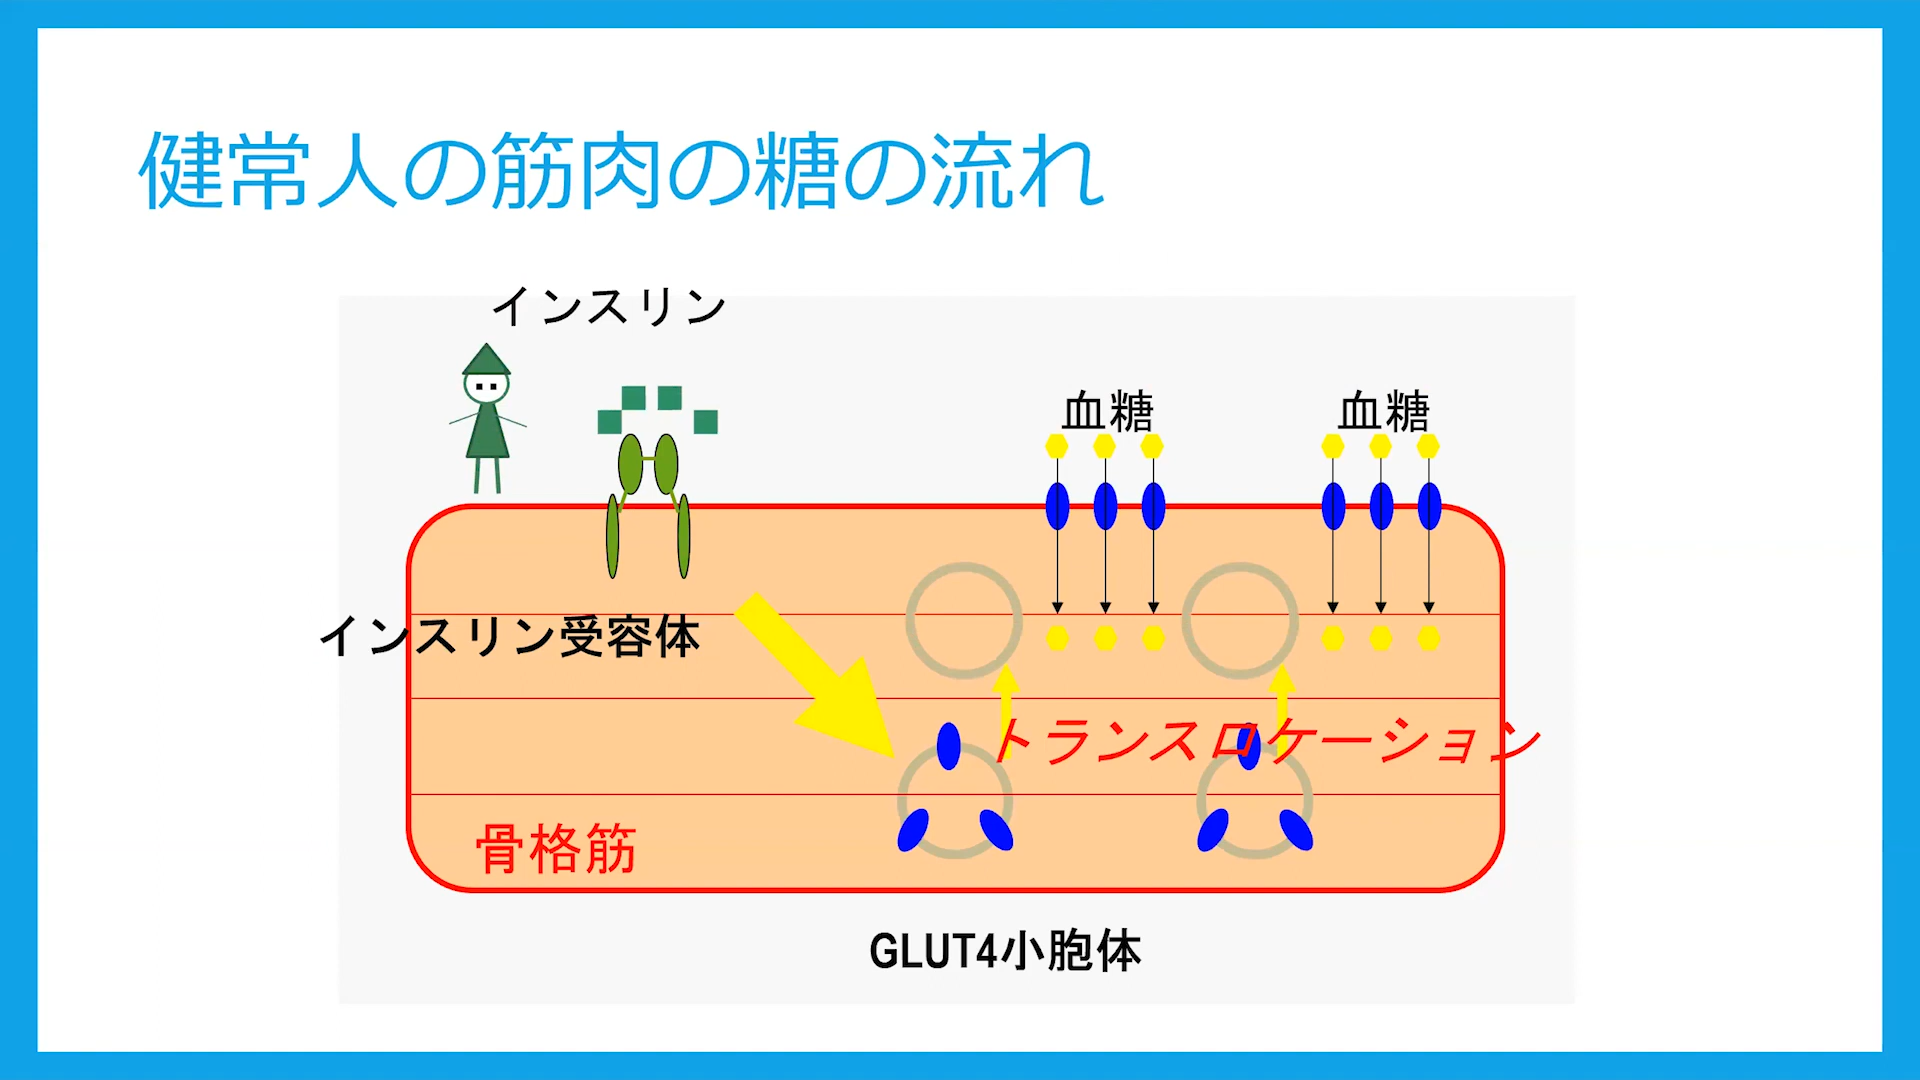 健常人の筋肉の糖の流れ
インスリン
血糖
血糖
インスリン受容体
トランスロケーション
骨格筋
GLUT4小胞体